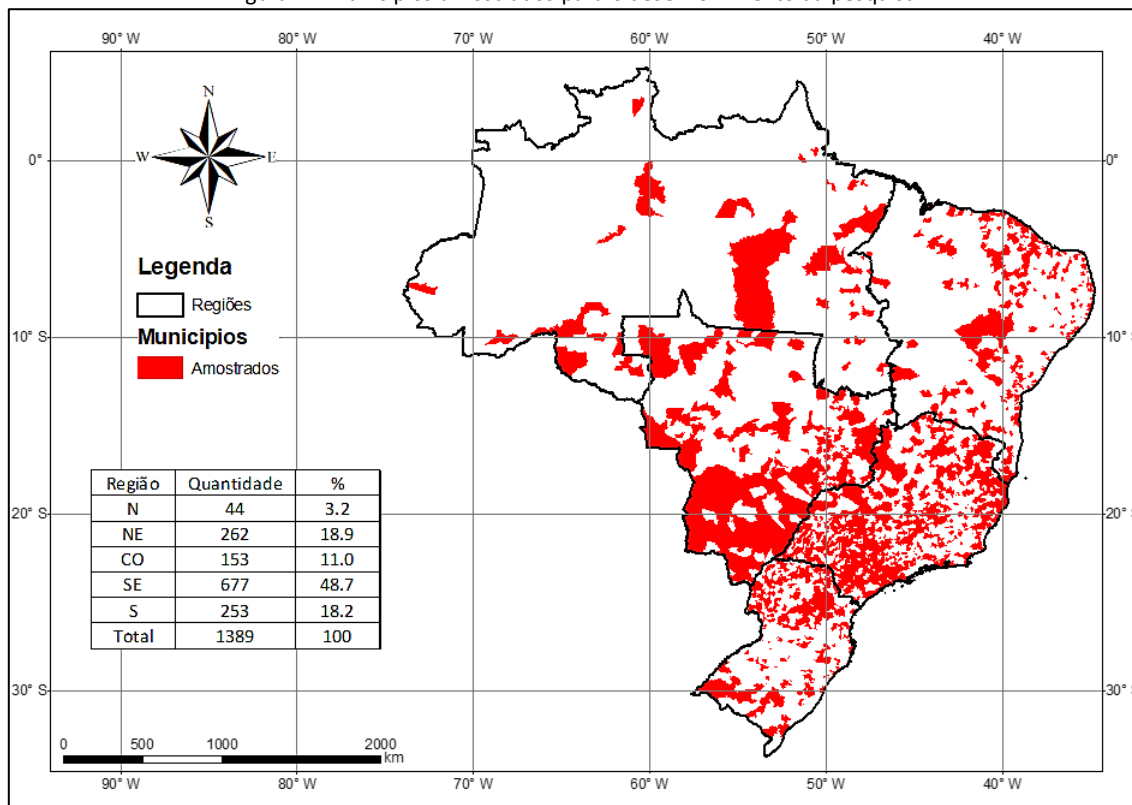 90° W 80° W 70° W 60° W 50° W 40° W
N
W E
S
0° 0°
Legenda
Regiões
Municipios
Amostrados
10° S 10° S
Região Quantidade %
N 44 3.2
NE 262 18.9
CO 153 11.0
SE 677 48.7
S 253 18.2
Total 1389 100
20° S 20° S
30° S 30° S
0 500 1000 2000
km
90° W 80° W 70° W 60° W 50° W 40° W